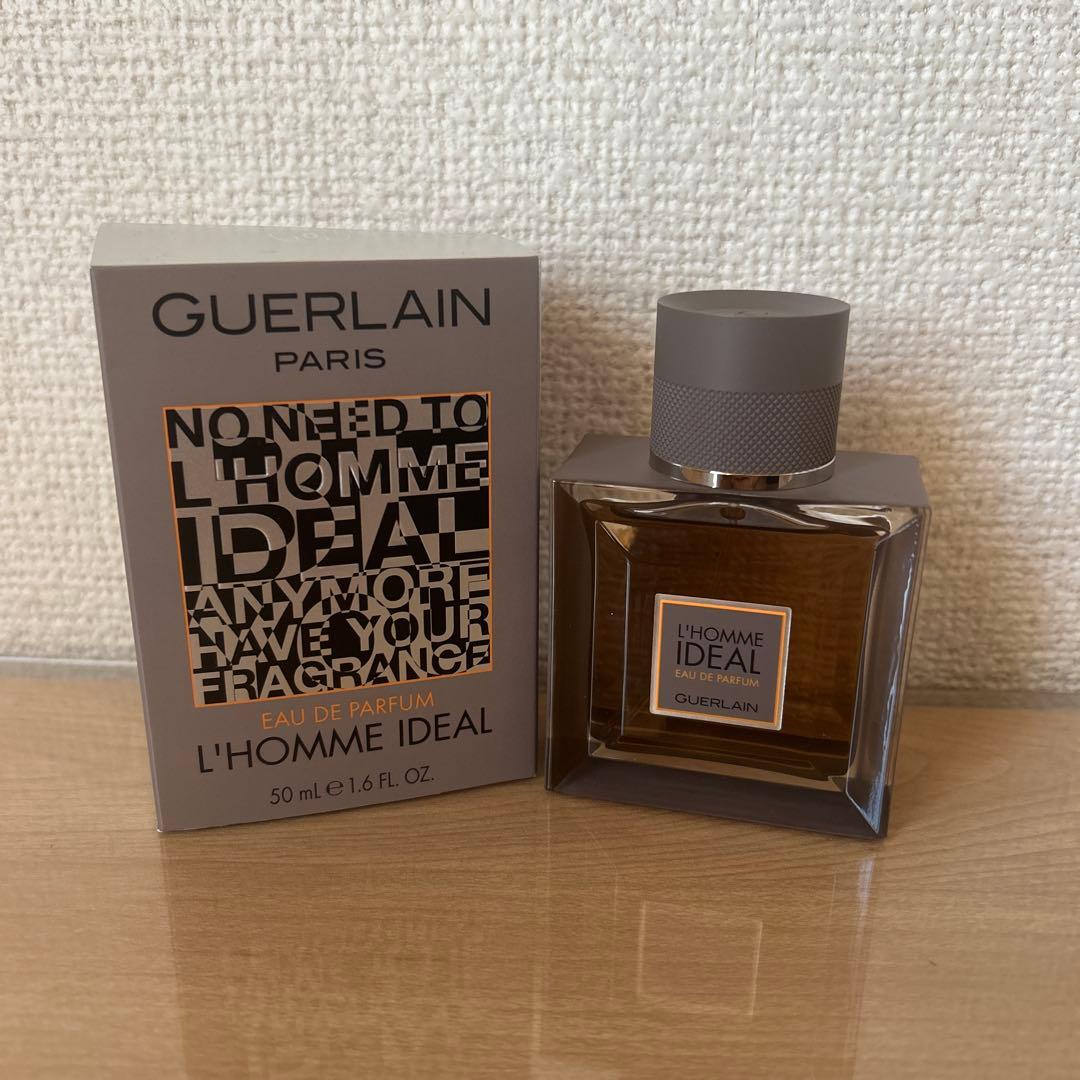 GUERLAIN
PARIS
NO NEED TO
L'HOMME
IDEAL
ANYMORE
HAVE YOUR
FRAGRANCE
EAU DE PARFUM
L'HOMME IDEAL
50 mL ℮ 1.6 FL. OZ.
L'HOMME
IDEAL
EAU DE PARFUM
GUERLAIN